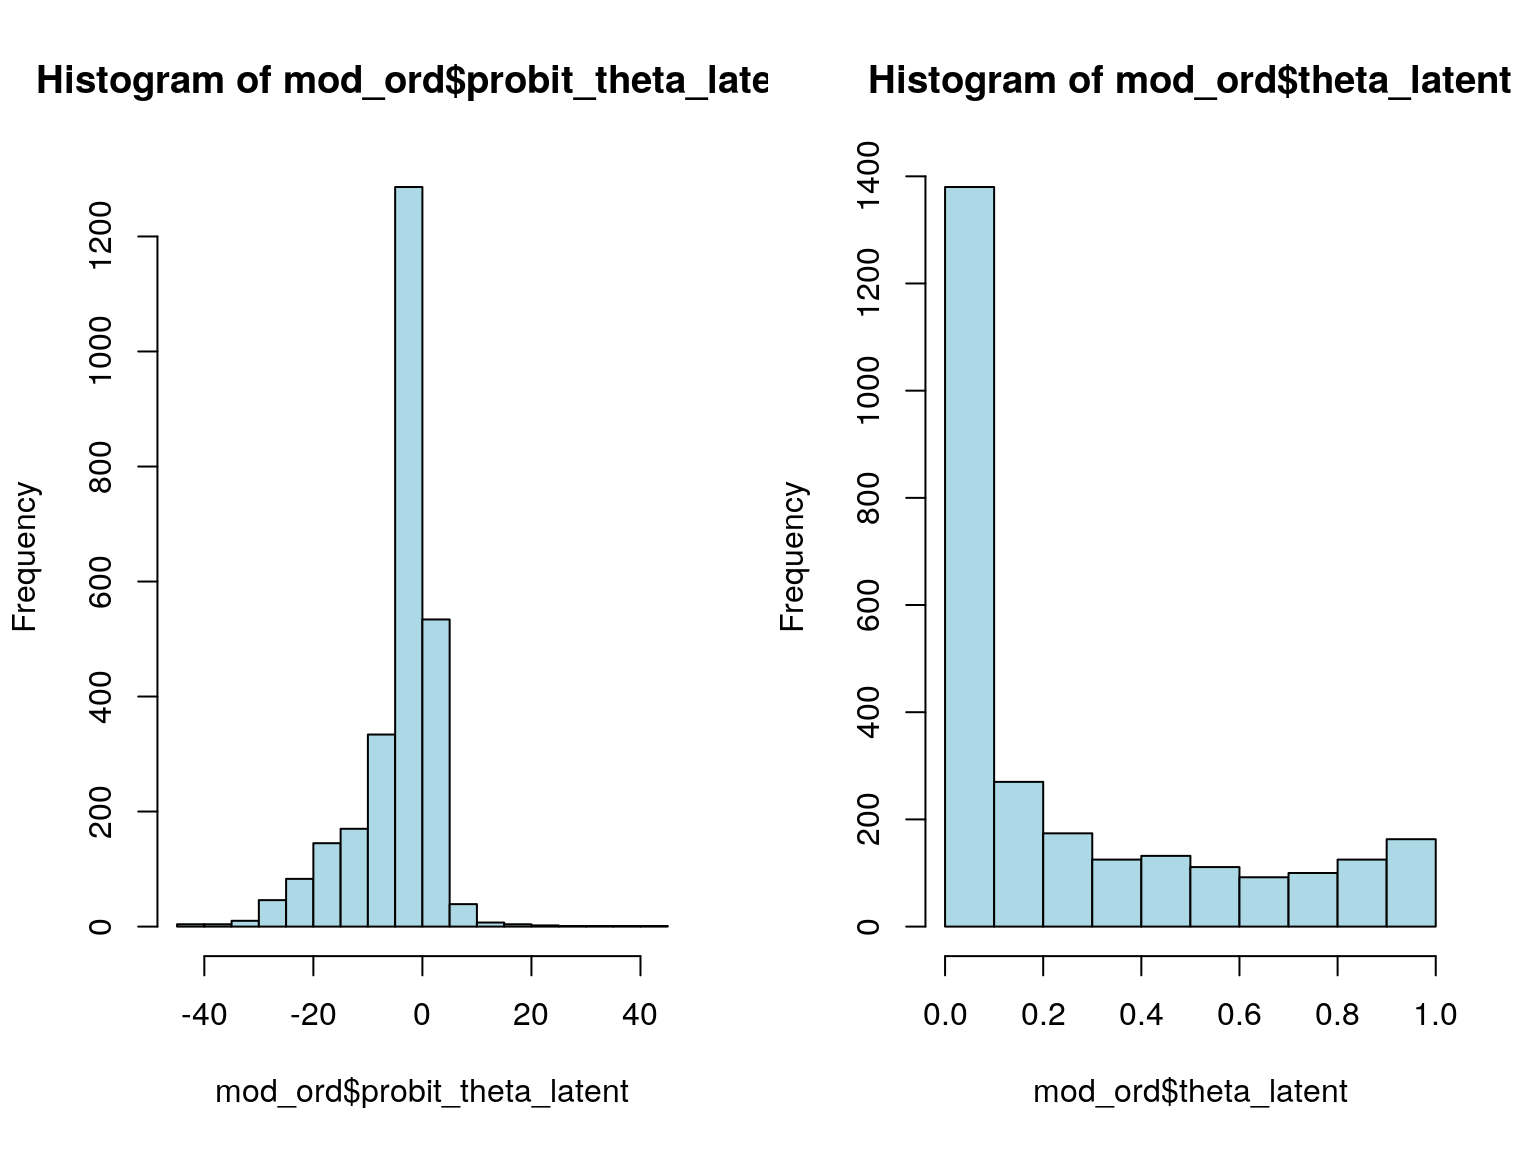 Histogram of mod_ord$probit_theta_late
Frequency
0
200
400
600
800
1000
1200
-40 -20 0 20 40
mod_ord$probit_theta_latent
Histogram of mod_ord$theta_latent
Frequency
0
200
400
600
800
1000
1200
1400
0.0 0.2 0.4 0.6 0.8 1.0
mod_ord$theta_latent